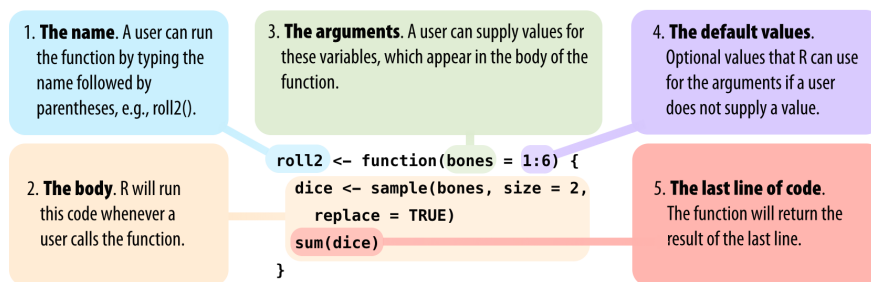 1. The name. A user can run
the function by typing the
name followed by
parentheses, e.g., roll2().
3. The arguments. A user can supply values for
these variables, which appear in the body of the
function.
4. The default values.
Optional values that R can use
for the arguments if a user
does not supply a value.
2. The body. R will run
this code whenever a
user calls the function.
roll2 <- function(bones = 1:6) {
dice <- sample(bones, size = 2,
replace = TRUE)
sum(dice)
}
5. The last line of code.
The function will return the
result of the last line.